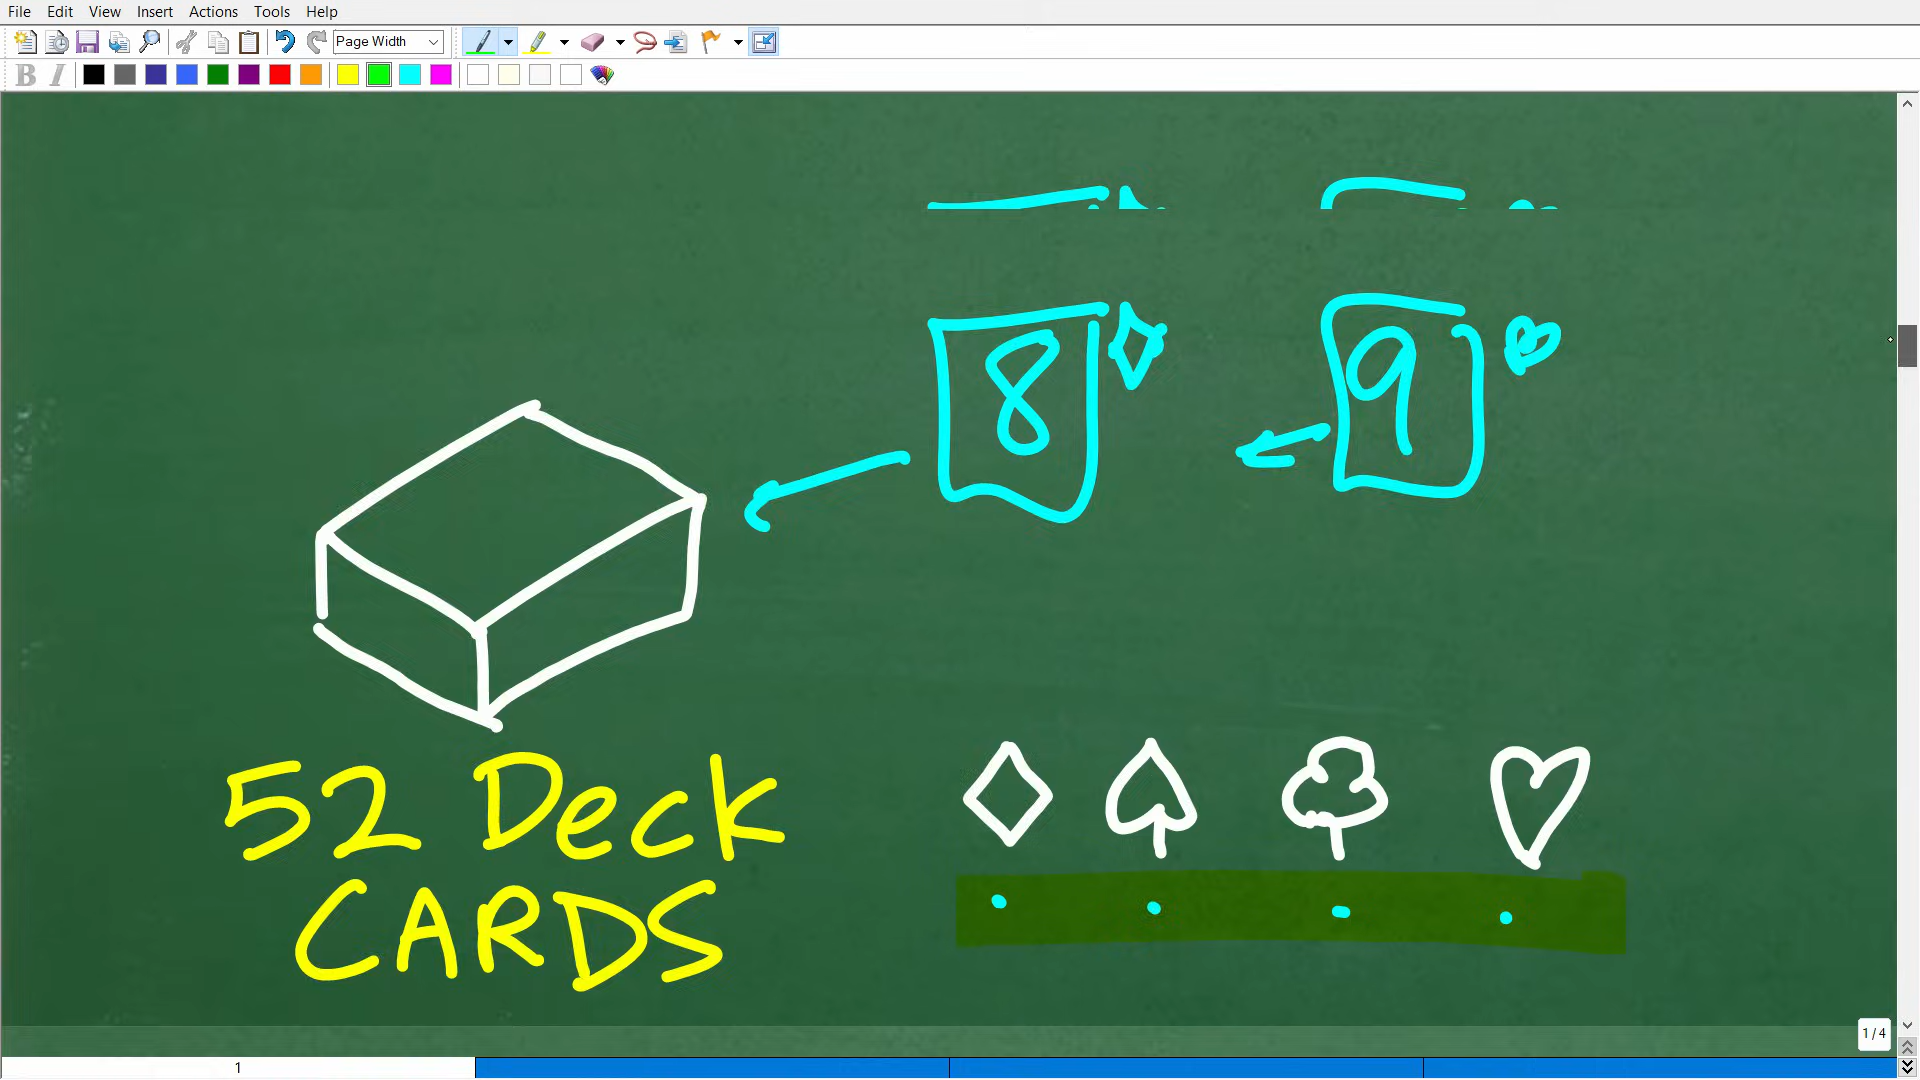 File Edit View Insert Actions Tools Help
Page Width
B I
8 9
52 Deck
CARDS
1 / 4
1